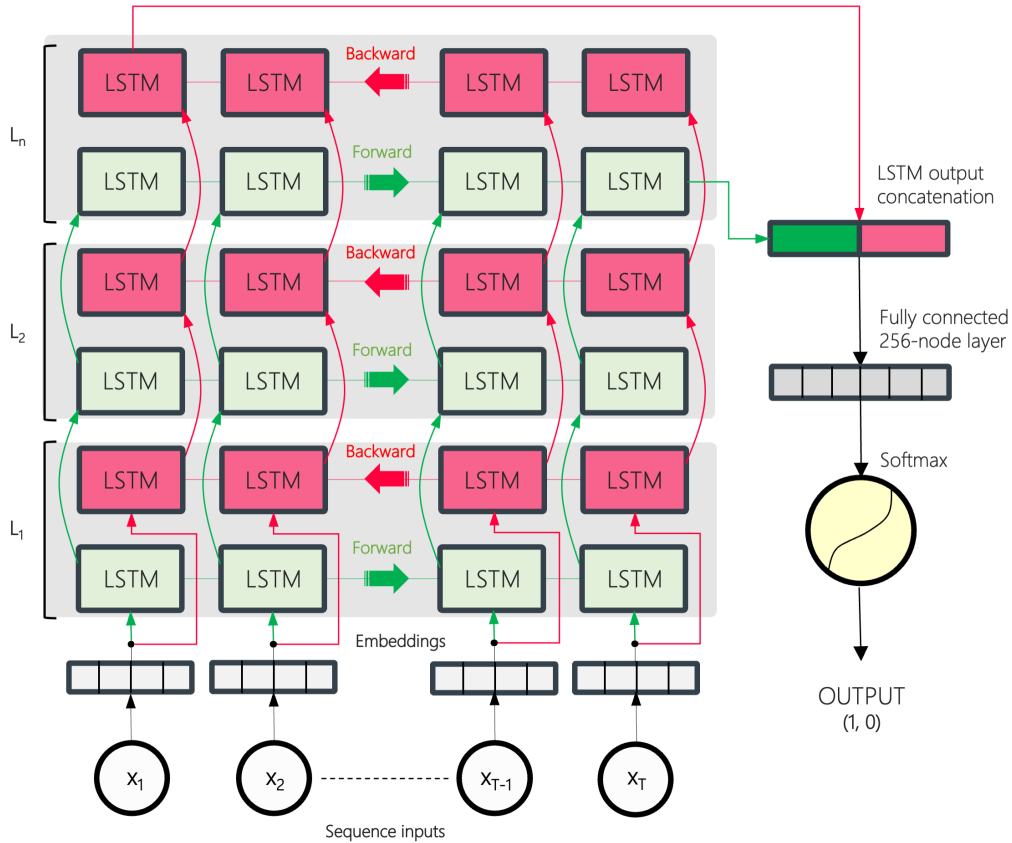 Backward
LSTM LSTM LSTM LSTM
Lₙ
Forward
LSTM LSTM LSTM LSTM
LSTM output
concatenation
Backward
LSTM LSTM LSTM LSTM
L₂
Forward
LSTM LSTM LSTM LSTM
Fully connected
256-node layer
Backward
LSTM LSTM LSTM LSTM
Softmax
L₁
Forward
LSTM LSTM LSTM LSTM
Embeddings
OUTPUT
(1, 0)
X₁ X₂ X_T-1 X_T
Sequence inputs